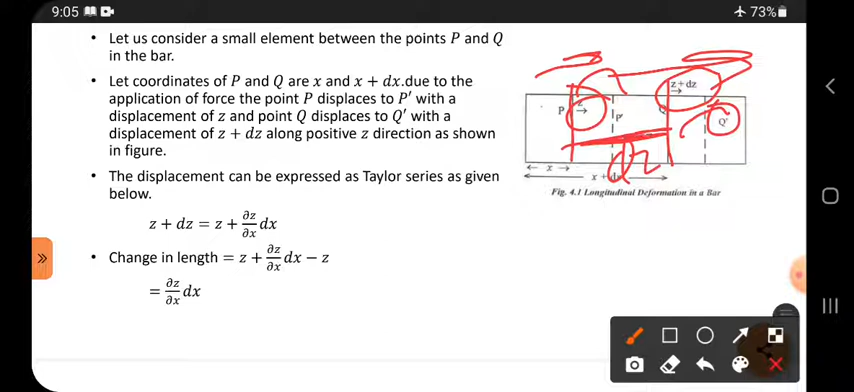 9:05
73%
• Let us consider a small element between the points P and Q
in the bar.
• Let coordinates of P and Q are x and x + dx.due to the
application of force the point P displaces to P′ with a
displacement of z and point Q displaces to Q′ with a
displacement of z + dz along positive z direction as shown
in figure.
• The displacement can be expressed as Taylor series as given
below.
z + dz = z + ∂z/∂x dx
• Change in length = z + ∂z/∂x dx − z
= ∂z/∂x dx
z + dz
P
P'
Q'
x
dz
Fig. 4.1 Longitudinal Deformation in a Bar